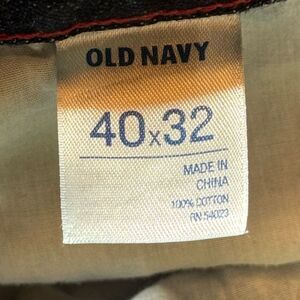 OLD NAVY
40x32
MADE IN
CHINA
100% COTTON
RN 54023